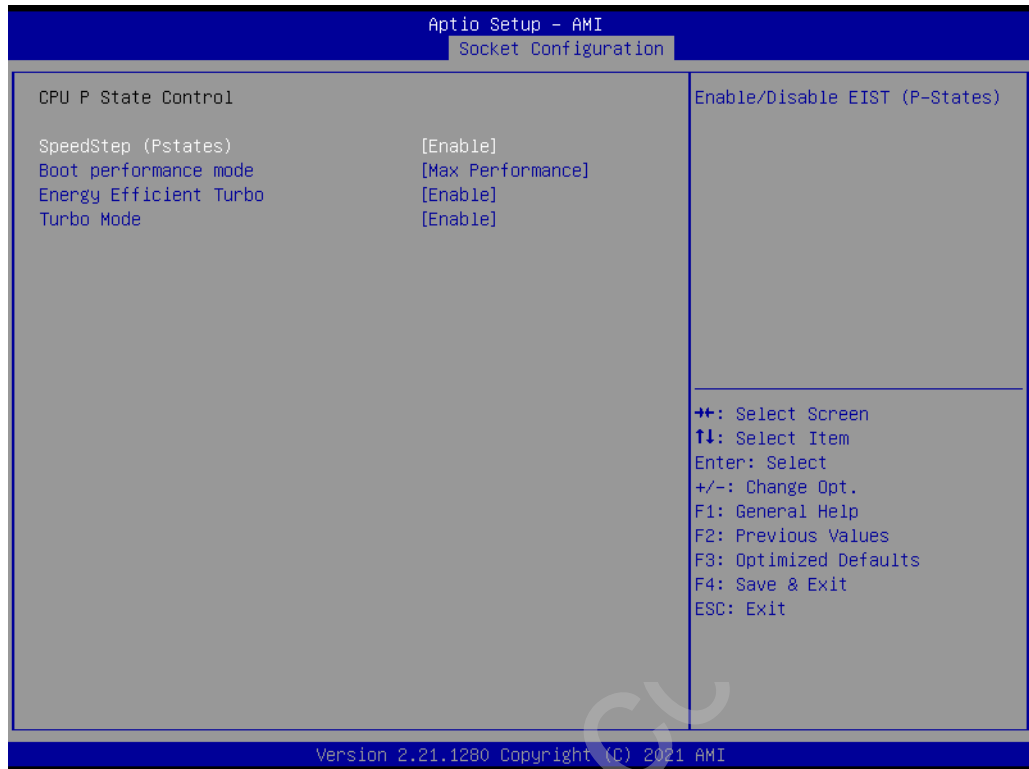 Aptio Setup – AMI
Socket Configuration
CPU P State Control
SpeedStep (Pstates) [Enable]
Boot performance mode [Max Performance]
Energy Efficient Turbo [Enable]
Turbo Mode [Enable]
Enable/Disable EIST (P-States)
→←: Select Screen
↑↓: Select Item
Enter: Select
+/-: Change Opt.
F1: General Help
F2: Previous Values
F3: Optimized Defaults
F4: Save & Exit
ESC: Exit
Version 2.21.1280 Copyright (C) 2021 AMI